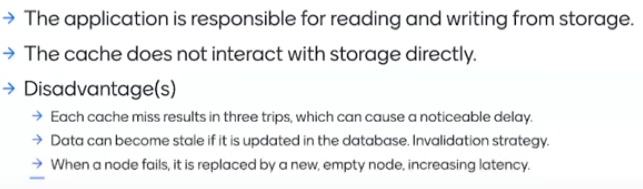 → The application is responsible for reading and writing from storage.
→ The cache does not interact with storage directly.
→ Disadvantage(s)
→ Each cache miss results in three trips, which can cause a noticeable delay.
→ Data can become stale if it is updated in the database. Invalidation strategy.
→ When a node fails, it is replaced by a new, empty node, increasing latency.